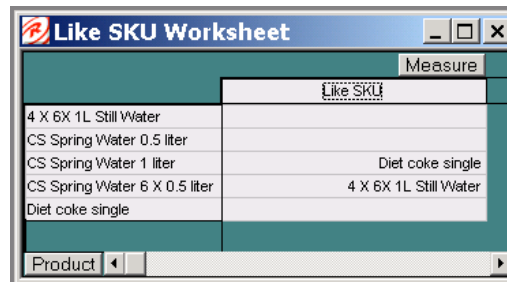 Like SKU Worksheet
Measure
Like SKU
4 X 6X 1L Still Water
CS Spring Water 0.5 liter
CS Spring Water 1 liter Diet coke single
CS Spring Water 6 X 0.5 liter 4 X 6X 1L Still Water
Diet coke single
Product